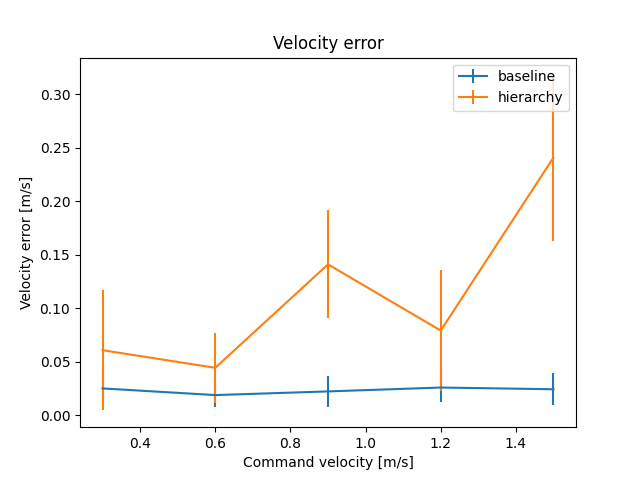 Velocity error
baseline
hierarchy
Velocity error [m/s]
0.30
0.25
0.20
0.15
0.10
0.05
0.00
0.4 0.6 0.8 1.0 1.2 1.4
Command velocity [m/s]